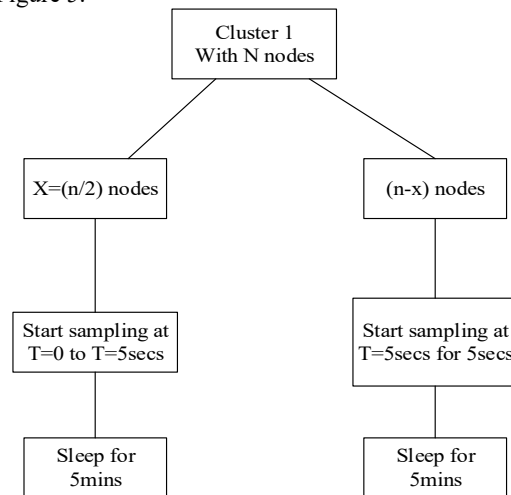 Figure 3.
Cluster 1
With N nodes
X=(n/2) nodes
(n-x) nodes
Start sampling at
T=0 to T=5secs
Start sampling at
T=5secs for 5secs
Sleep for
5mins
Sleep for
5mins